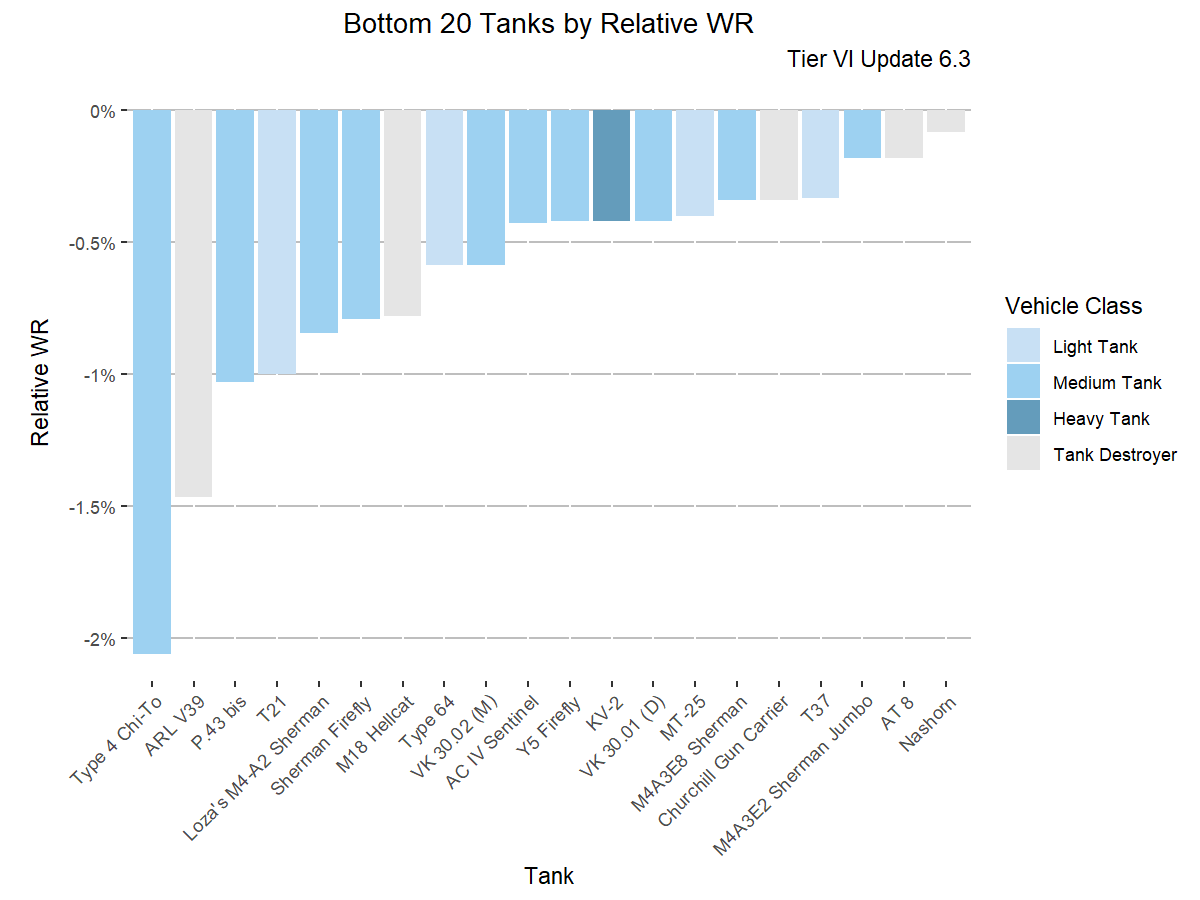 Bottom 20 Tanks by Relative WR
Tier VI Update 6.3
0%
-0.5%
-1%
-1.5%
-2%
Relative WR
Type 4 Chi-To
ARL V39
P.43 bis
T21
Loza's M4-A2 Sherman
Sherman Firefly
M18 Hellcat
Type 64
VK 30.02 (M)
AC IV Sentinel
Y5 Firefly
KV-2
VK 30.01 (D)
MT-25
M4A3E8 Sherman
Churchill Gun Carrier
T37
M4A3E2 Sherman Jumbo
AT 8
Nashorn
Tank
Vehicle Class
Light Tank
Medium Tank
Heavy Tank
Tank Destroyer